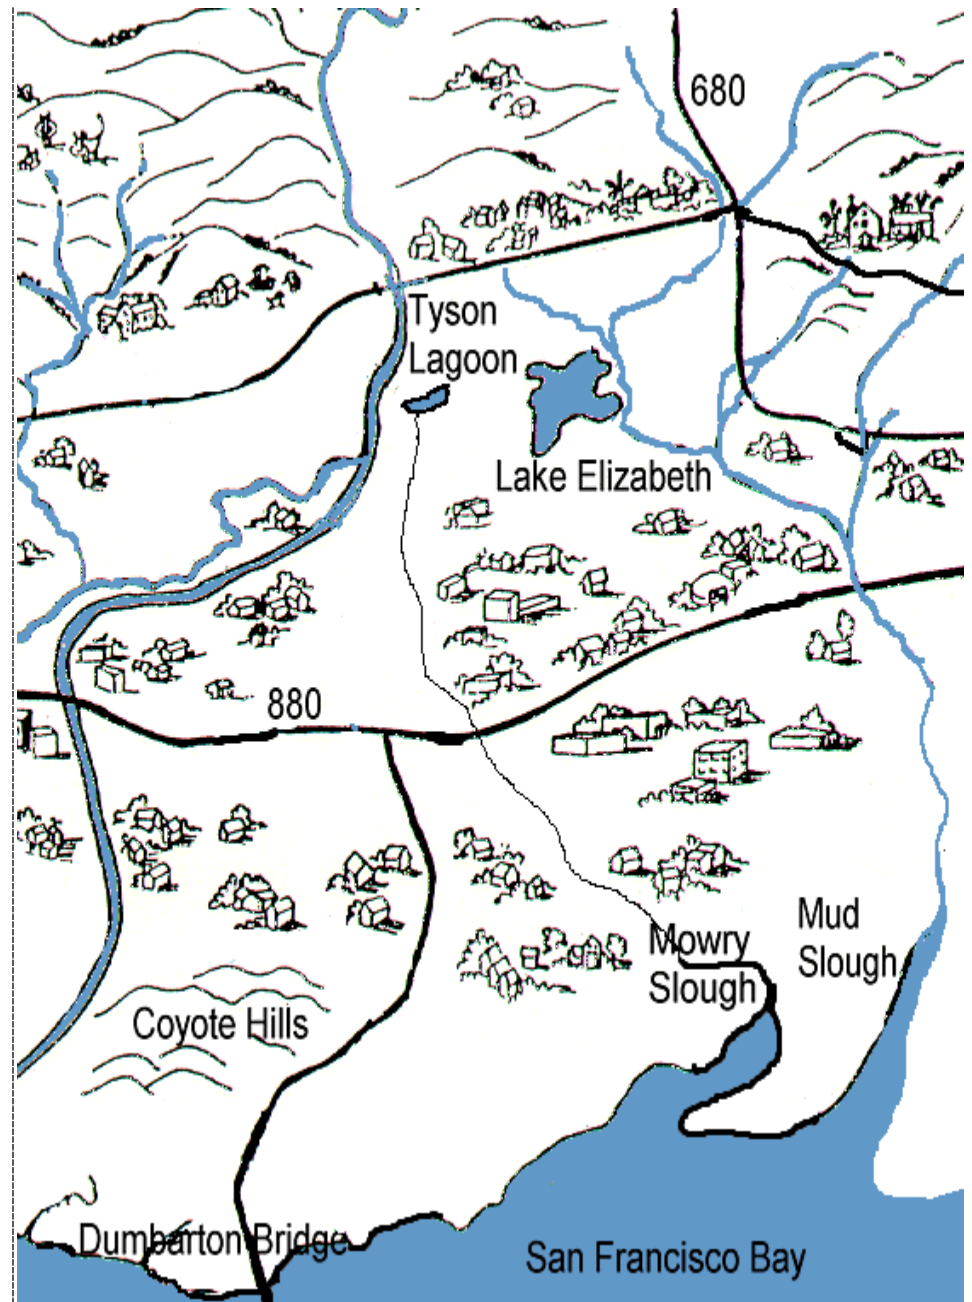 680
Tyson
Lagoon
Lake Elizabeth
880
Mowry
Slough
Mud
Slough
Coyote Hills
Dumbarton Bridge
San Francisco Bay